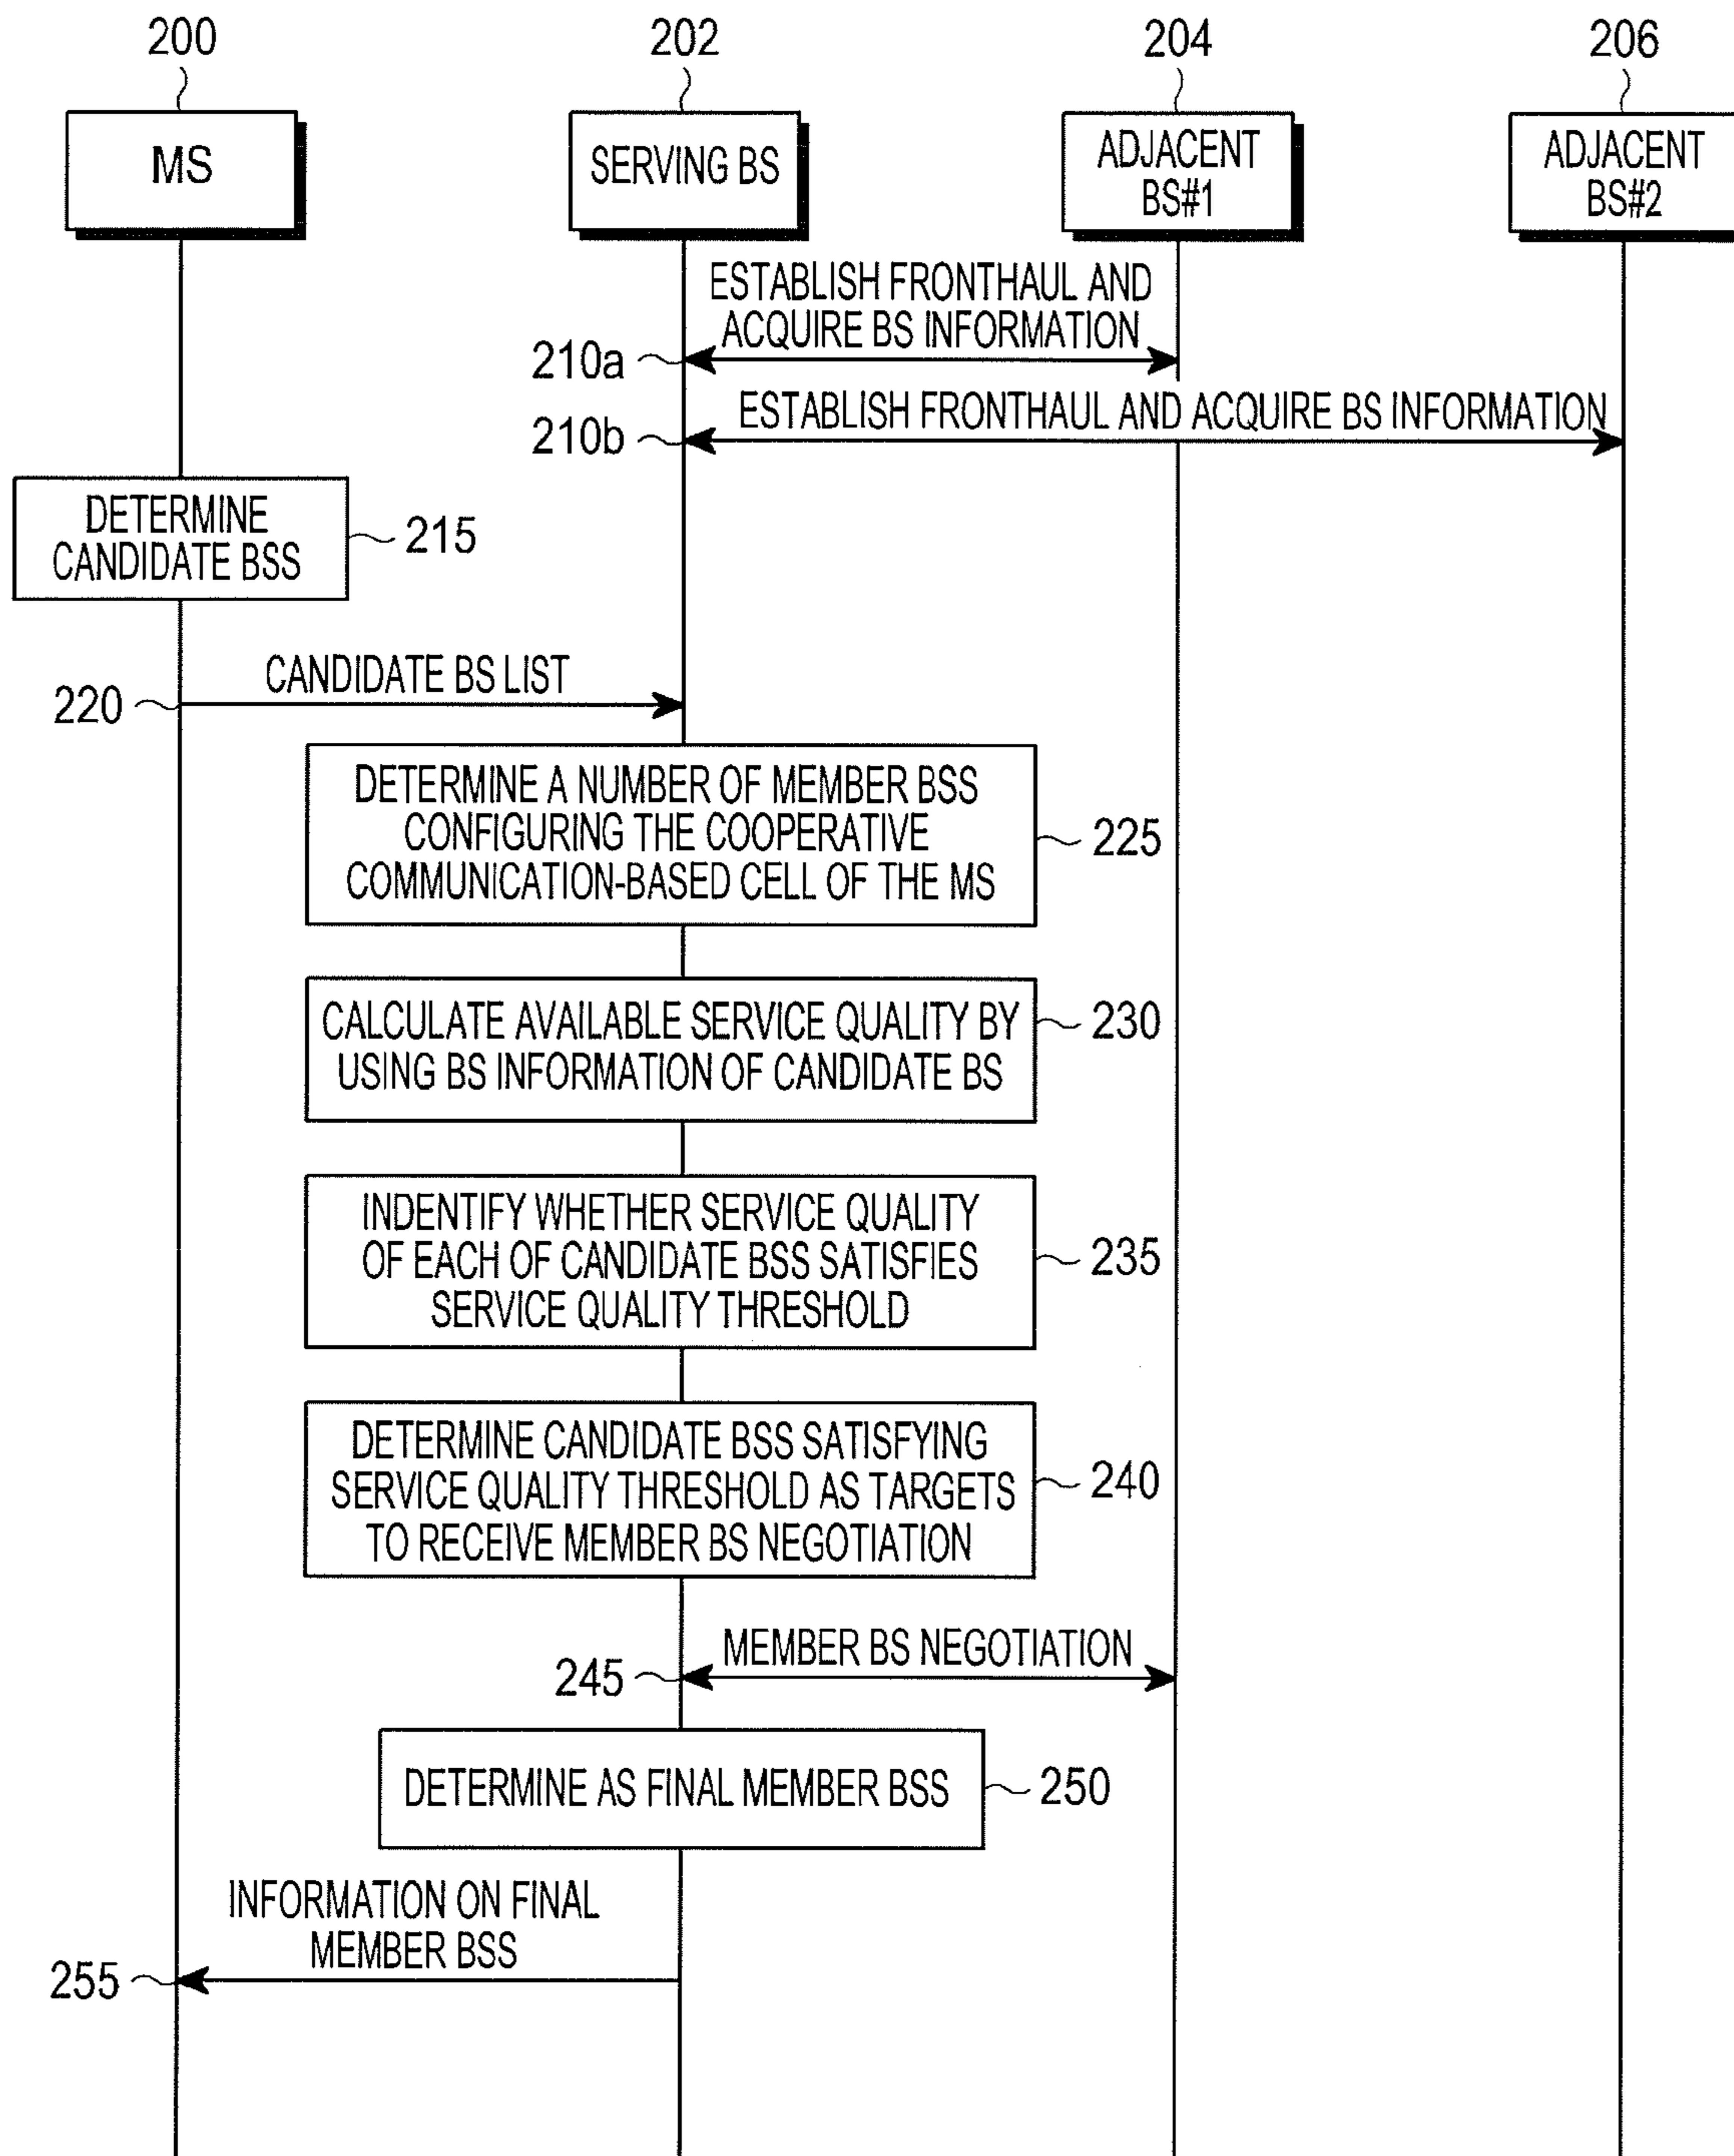 200
202
204
206
MS
SERVING BS
ADJACENT
BS#1
ADJACENT
BS#2
ESTABLISH FRONTHAUL AND
ACQUIRE BS INFORMATION
210a
ESTABLISH FRONTHAUL AND ACQUIRE BS INFORMATION
210b
DETERMINE
CANDIDATE BSS
215
CANDIDATE BS LIST
220
DETERMINE A NUMBER OF MEMBER BSS
CONFIGURING THE COOPERATIVE
COMMUNICATION-BASED CELL OF THE MS
225
CALCULATE AVAILABLE SERVICE QUALITY BY
USING BS INFORMATION OF CANDIDATE BS
230
INDENTIFY WHETHER SERVICE QUALITY
OF EACH OF CANDIDATE BSS SATISFIES
SERVICE QUALITY THRESHOLD
235
DETERMINE CANDIDATE BSS SATISFYING
SERVICE QUALITY THRESHOLD AS TARGETS
TO RECEIVE MEMBER BS NEGOTIATION
240
MEMBER BS NEGOTIATION
245
DETERMINE AS FINAL MEMBER BSS
250
INFORMATION ON FINAL
MEMBER BSS
255